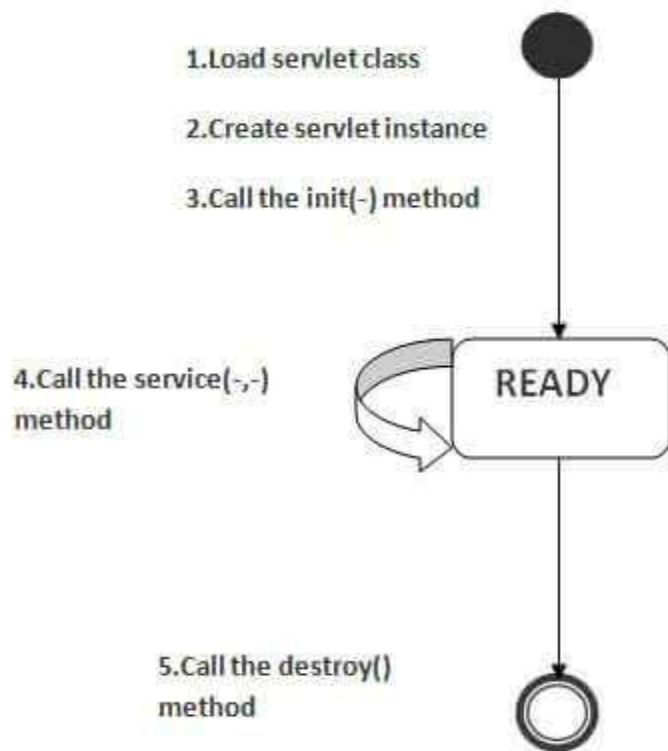 1.Load servlet class
2.Create servlet instance
3.Call the init(-) method
4.Call the service(-,-)
method
READY
5.Call the destroy()
method